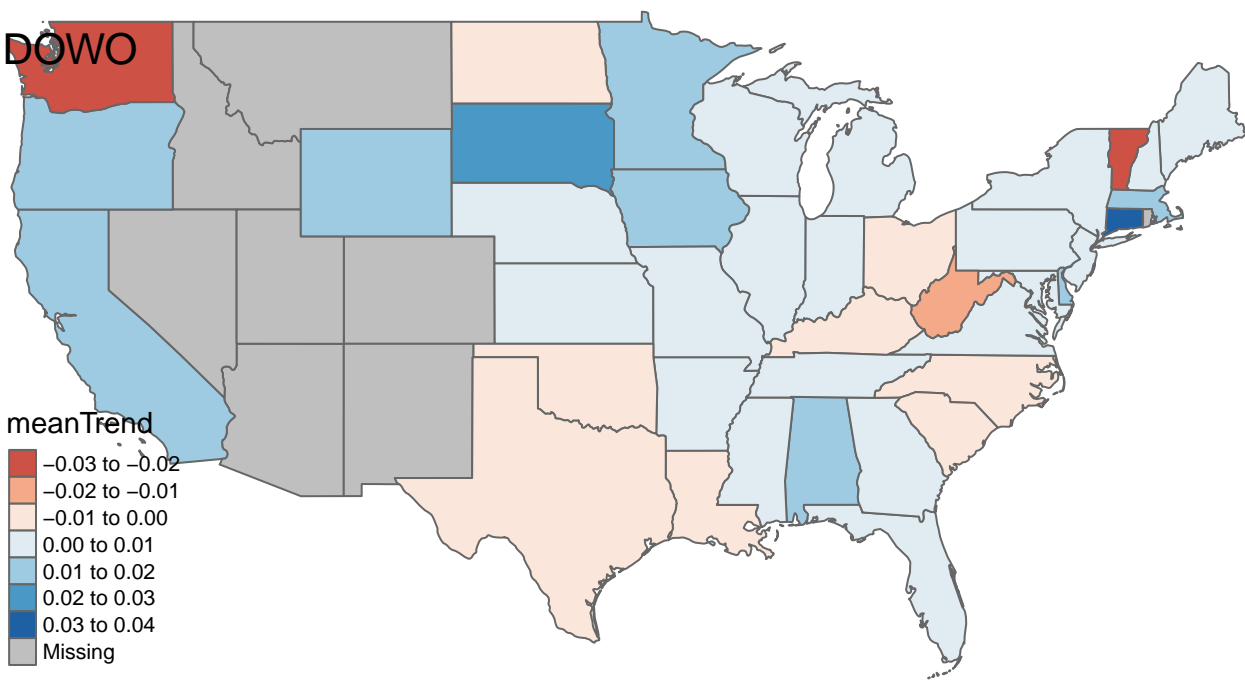 DOWO
meanTrend
−0.03 to −0.02
−0.02 to −0.01
−0.01 to 0.00
0.00 to 0.01
0.01 to 0.02
0.02 to 0.03
0.03 to 0.04
Missing